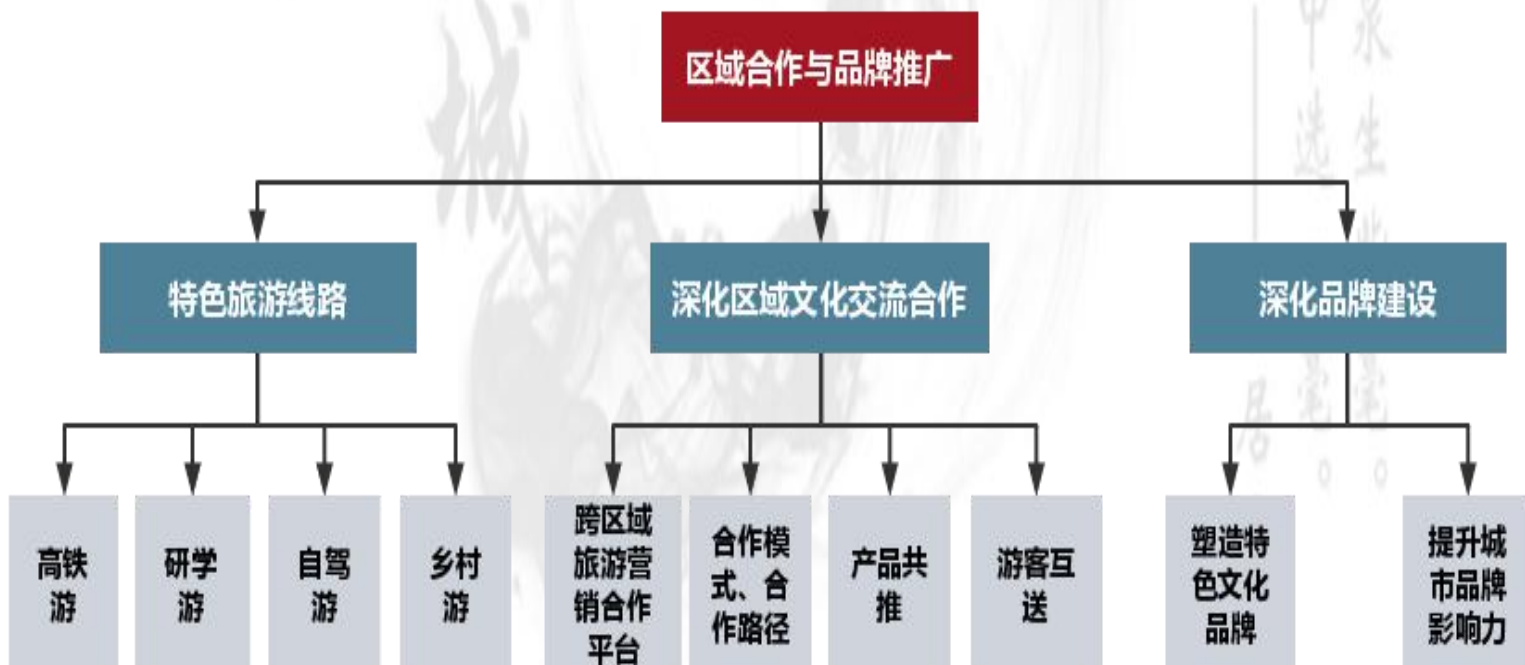 区域合作与品牌推广
特色旅游线路
深化区域文化交流合作
深化品牌建设
高铁
游
研学
游
自驾
游
乡村
游
跨区域
旅游营
销合作
平台
合作模
式、合
作路径
产品共
推
游客互
送
塑造特
色文化
品牌
提升城
市品牌
影响力
城